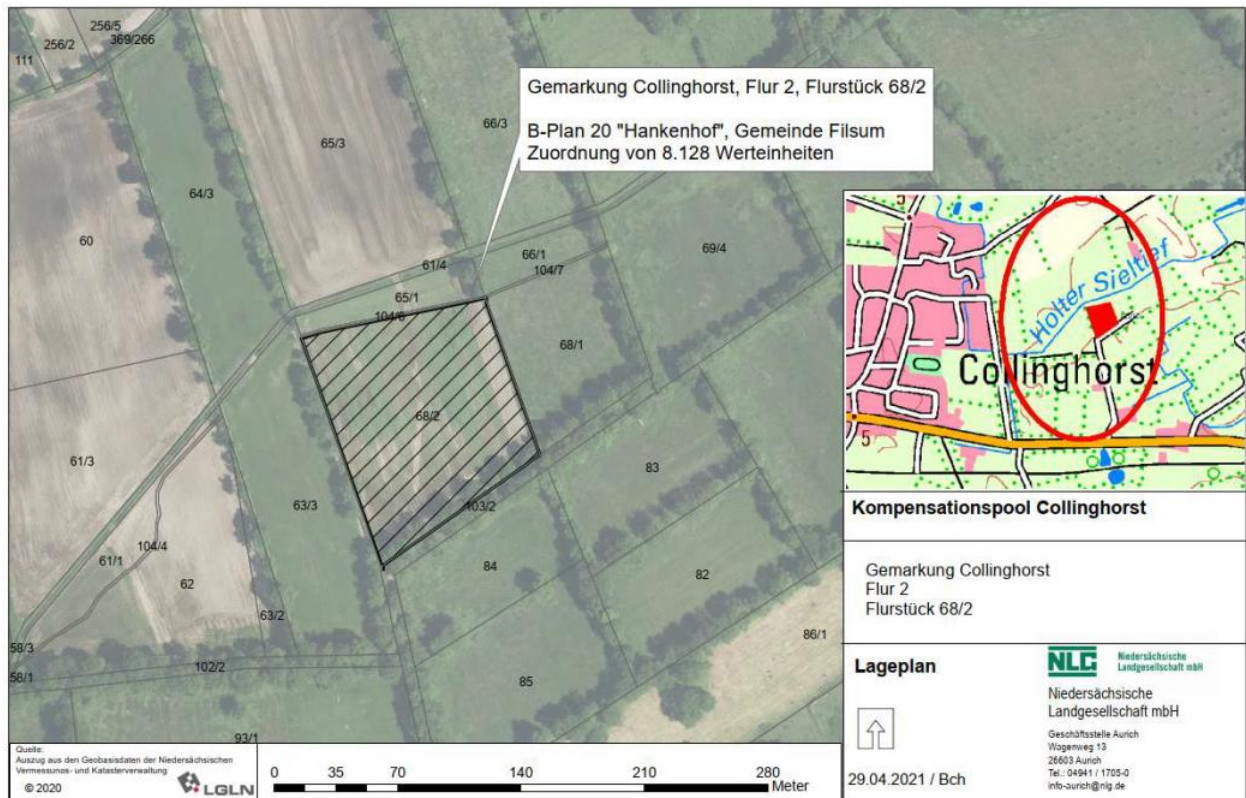 256/5
256/2
369/266
111
66/3
65/3
64/3
60
Gemarkung Collinghorst, Flur 2, Flurstück 68/2
B-Plan 20 "Hankenhof", Gemeinde Filsum
Zuordnung von 8.128 Werteinheiten
69/4
66/1
61/4
104/7
65/1
104/6
68/1
68/2
61/3
63/3
83
103/2
104/4
61/1
62
84
82
63/2
86/1
58/3
58/1
102/2
85
93/1
5
Holter Sieltief
Collinghorst
5
Kompensationspool Collinghorst
Gemarkung Collinghorst
Flur 2
Flurstück 68/2
Lageplan
NLG Niedersächsische
Landgesellschaft mbH
Niedersächsische
Landgesellschaft mbH
Geschäftsstelle Aurich
Wagenweg 13
26603 Aurich
Tel.: 04941 / 1705-0
info-aurich@nlg.de
29.04.2021 / Bch
Quelle:
Auszug aus den Geobasisdaten der Niedersächsischen
Vermessungs- und Katasterverwaltung
© 2020
LGLN
0 35 70 140 210 280
Meter